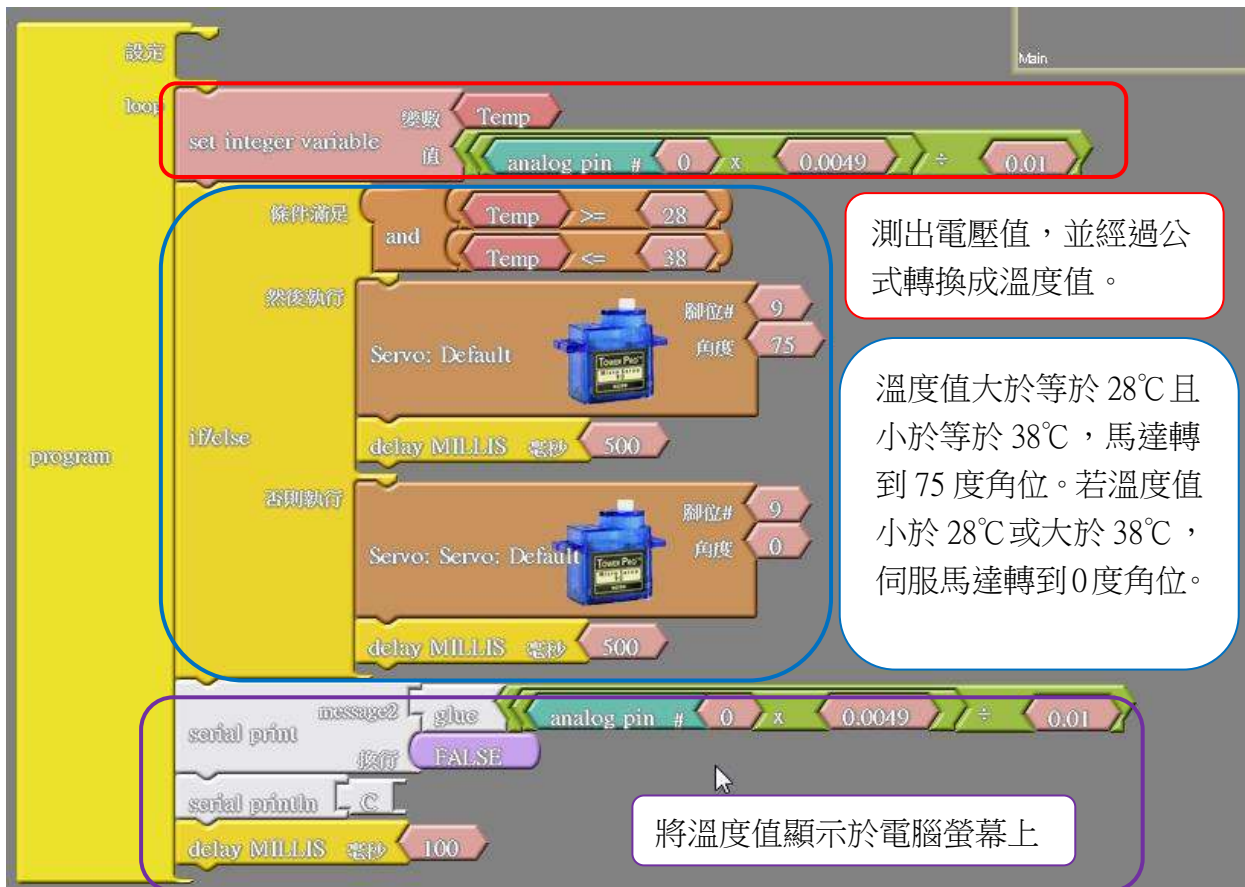 Main
設定
loop
set integer variable
變數 Temp
值 analog pin # 0 x 0.0049 ÷ 0.01
條件滿足
and
Temp >= 28
Temp <= 38
然後執行
Servo: Default
TOWER PRO
腳位# 9
角度 75
if/else
delay MILLIS 毫秒 500
program
否則執行
Servo: Servo: Default
TOWER PRO
腳位# 9
角度 0
delay MILLIS 毫秒 500
serial print
message2 glue analog pin # 0 x 0.0049 ÷ 0.01
換行 FALSE
serial println C
delay MILLIS 毫秒 100
測出電壓值，並經過公
式轉換成溫度值。
溫度值大於等於 28℃且
小於等於 38℃，馬達轉
到 75 度角位。若溫度值
小於 28℃或大於 38℃，
伺服馬達轉到0度角位。
將溫度值顯示於電腦螢幕上